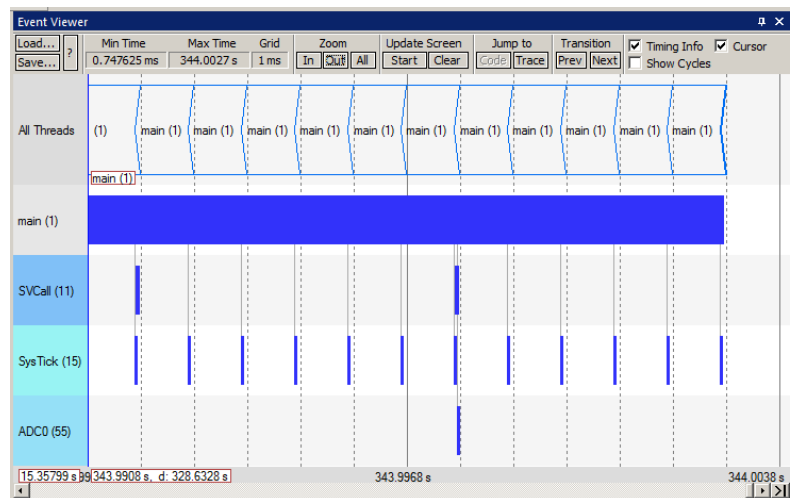 Event Viewer
Load... ? Min Time Max Time Grid Zoom Update Screen Jump to Transition Timing Info Cursor
Save... 0.747625 ms 344.0027 s 1 ms In Out All Start Clear Code Trace Prev Next Show Cycles
All Threads (1) main (1) main (1) main (1) main (1) main (1) main (1) main (1) main (1) main (1) main (1) main (1)
main (1)
main (1)
SVCall (11)
SysTick (15)
ADC0 (55)
15.35799 s 343.9908 s, d: 328.6328 s 343.9968 s 344.0038 s